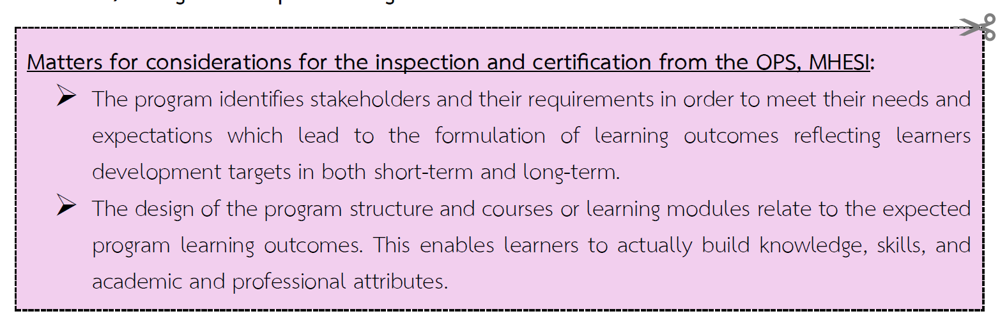 Matters for considerations for the inspection and certification from the OPS, MHESI:
The program identifies stakeholders and their requirements in order to meet their needs and
expectations which lead to the formulation of learning outcomes reflecting learners
development targets in both short-term and long-term.
The design of the program structure and courses or learning modules relate to the expected
program learning outcomes. This enables learners to actually build knowledge, skills, and
academic and professional attributes.